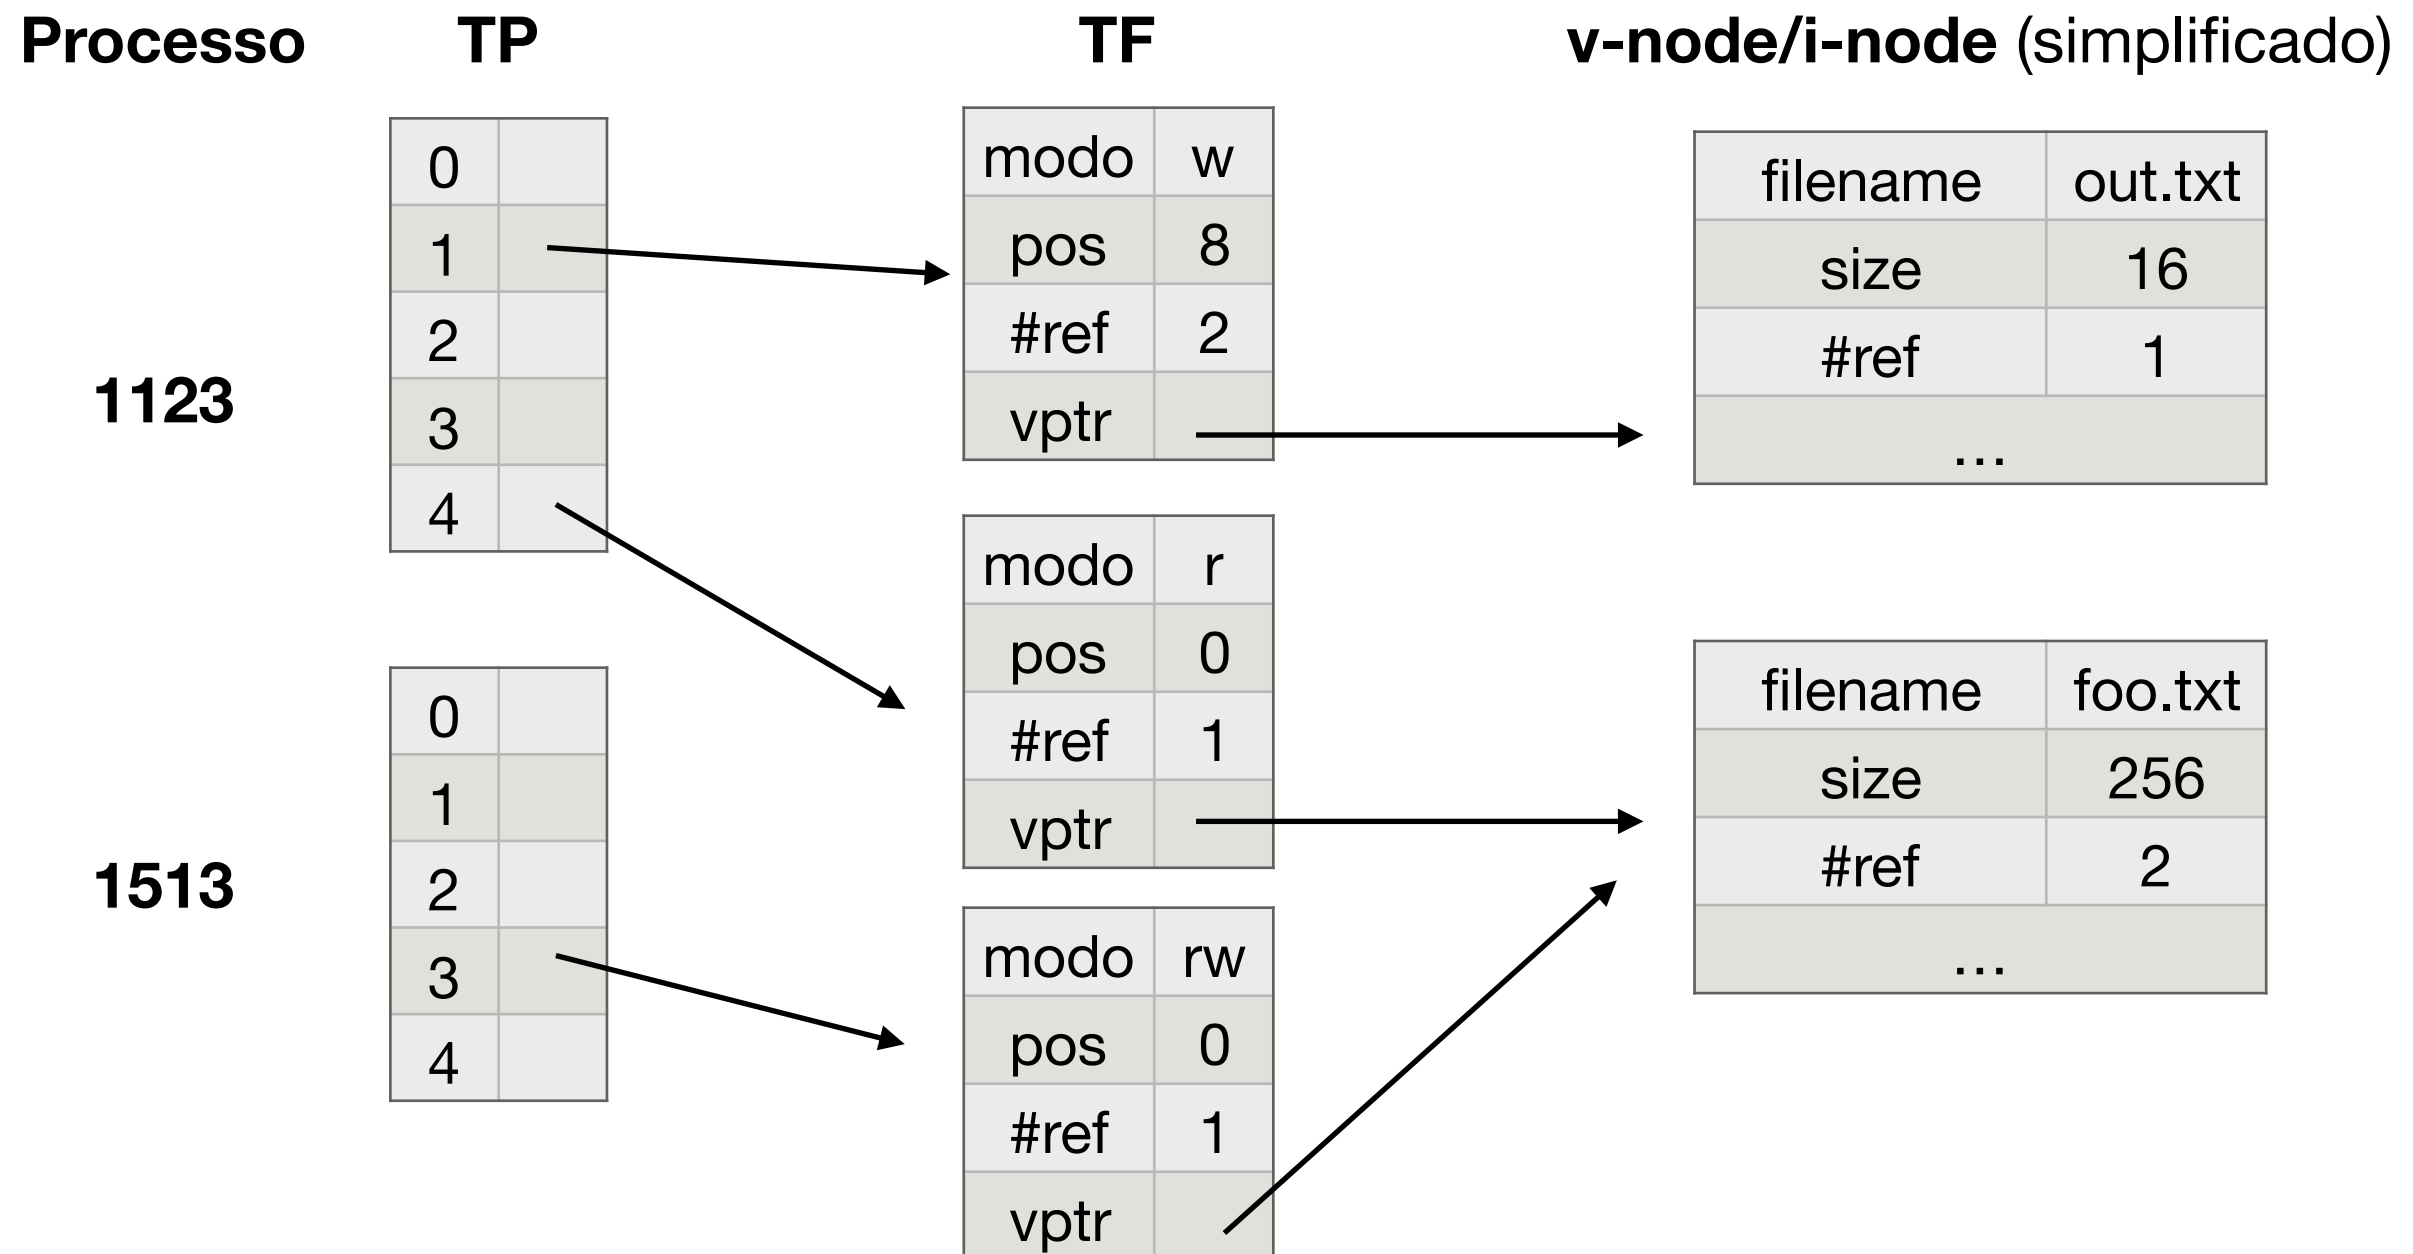 Processo TP TF v-node/i-node (simplificado)
1123
0
1
2
3
4
1513
0
1
2
3
4
modo w
pos 8
#ref 2
vptr
modo r
pos 0
#ref 1
vptr
modo rw
pos 0
#ref 1
vptr
filename out.txt
size 16
#ref 1
...
filename foo.txt
size 256
#ref 2
...